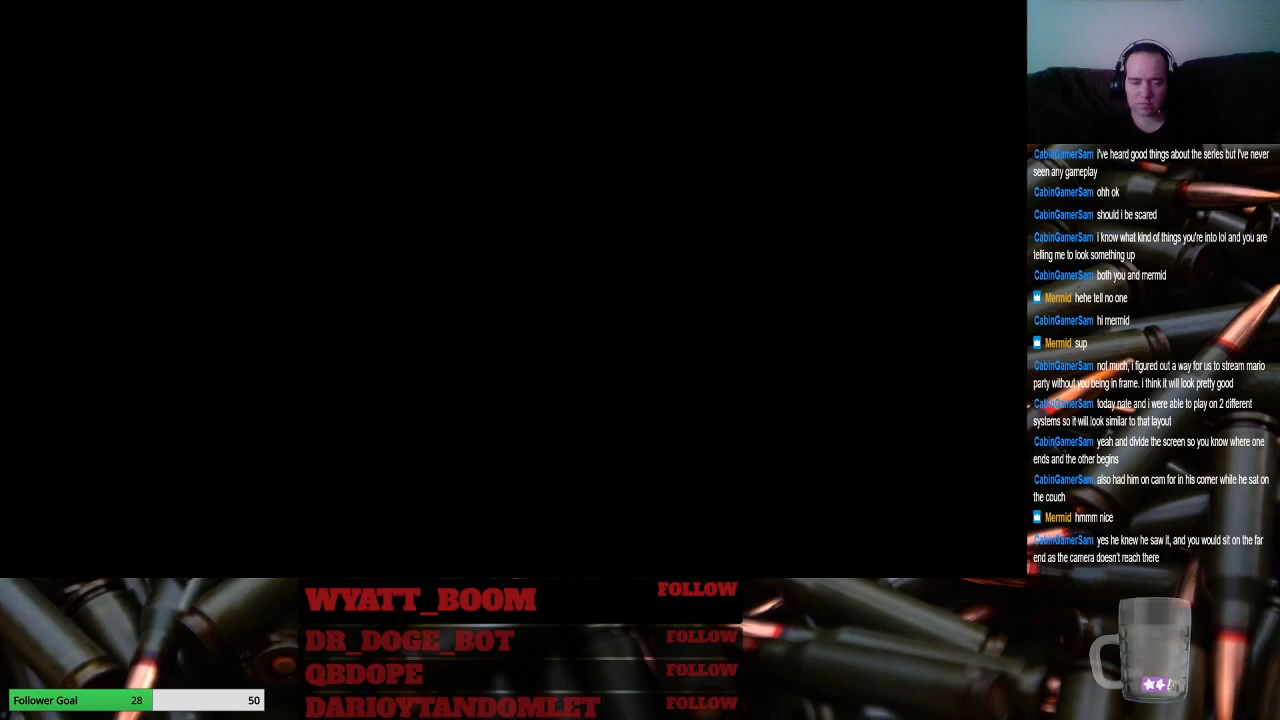 CabinGamerSam i've heard good things about the series but i've never
seen any gameplay
CabinGamerSam ohh ok
CabinGamerSam should i be scared
CabinGamerSam i know what kind of things you're into lol and you are
telling me to look something up
CabinGamerSam both you and mermid
Mermid hehe tell no one
CabinGamerSam hi mermid
Mermid sup
CabinGamerSam not much, i figured out a way for us to stream mario
party without you being in frame. i think it will look pretty good
CabinGamerSam today nate and i were able to play on 2 different
systems so it will look similar to that layout
CabinGamerSam yeah and divide the screen so you know where one
ends and the other begins
CabinGamerSam also had him on cam for in his corner while he sat on
the couch
Mermid hmmm nice
CabinGamerSam yes he knew he saw it, and you would sit on the far
end as the camera doesn't reach there
WYATT_BOOM FOLLOW
DR_DOGE_BOT FOLLOW
QBDOPE FOLLOW
DARIOYTANDOMLET FOLLOW
Follower Goal 28 50